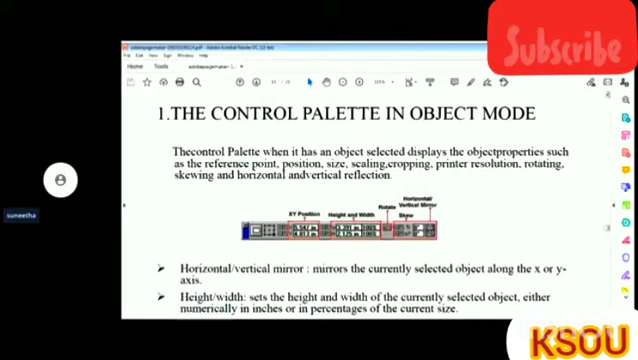 Subscribe
Home Tools
1.THE CONTROL PALETTE IN OBJECT MODE
Thecontrol Palette when it has an object selected displays the objectproperties such
as the reference point, position, size, scaling,cropping, printer resolution, rotating,
skewing and horizontal andvertical reflection
Horizontal/
Vertical Mirror
Rotate
XY Position Height and Width Skew
➢ Horizontal/vertical mirror : mirrors the currently selected object along the x or y-
axis.
➢ Height/width: sets the height and width of the currently selected object, either
numerically in inches or in percentages of the current size.
suneetha
KSOU